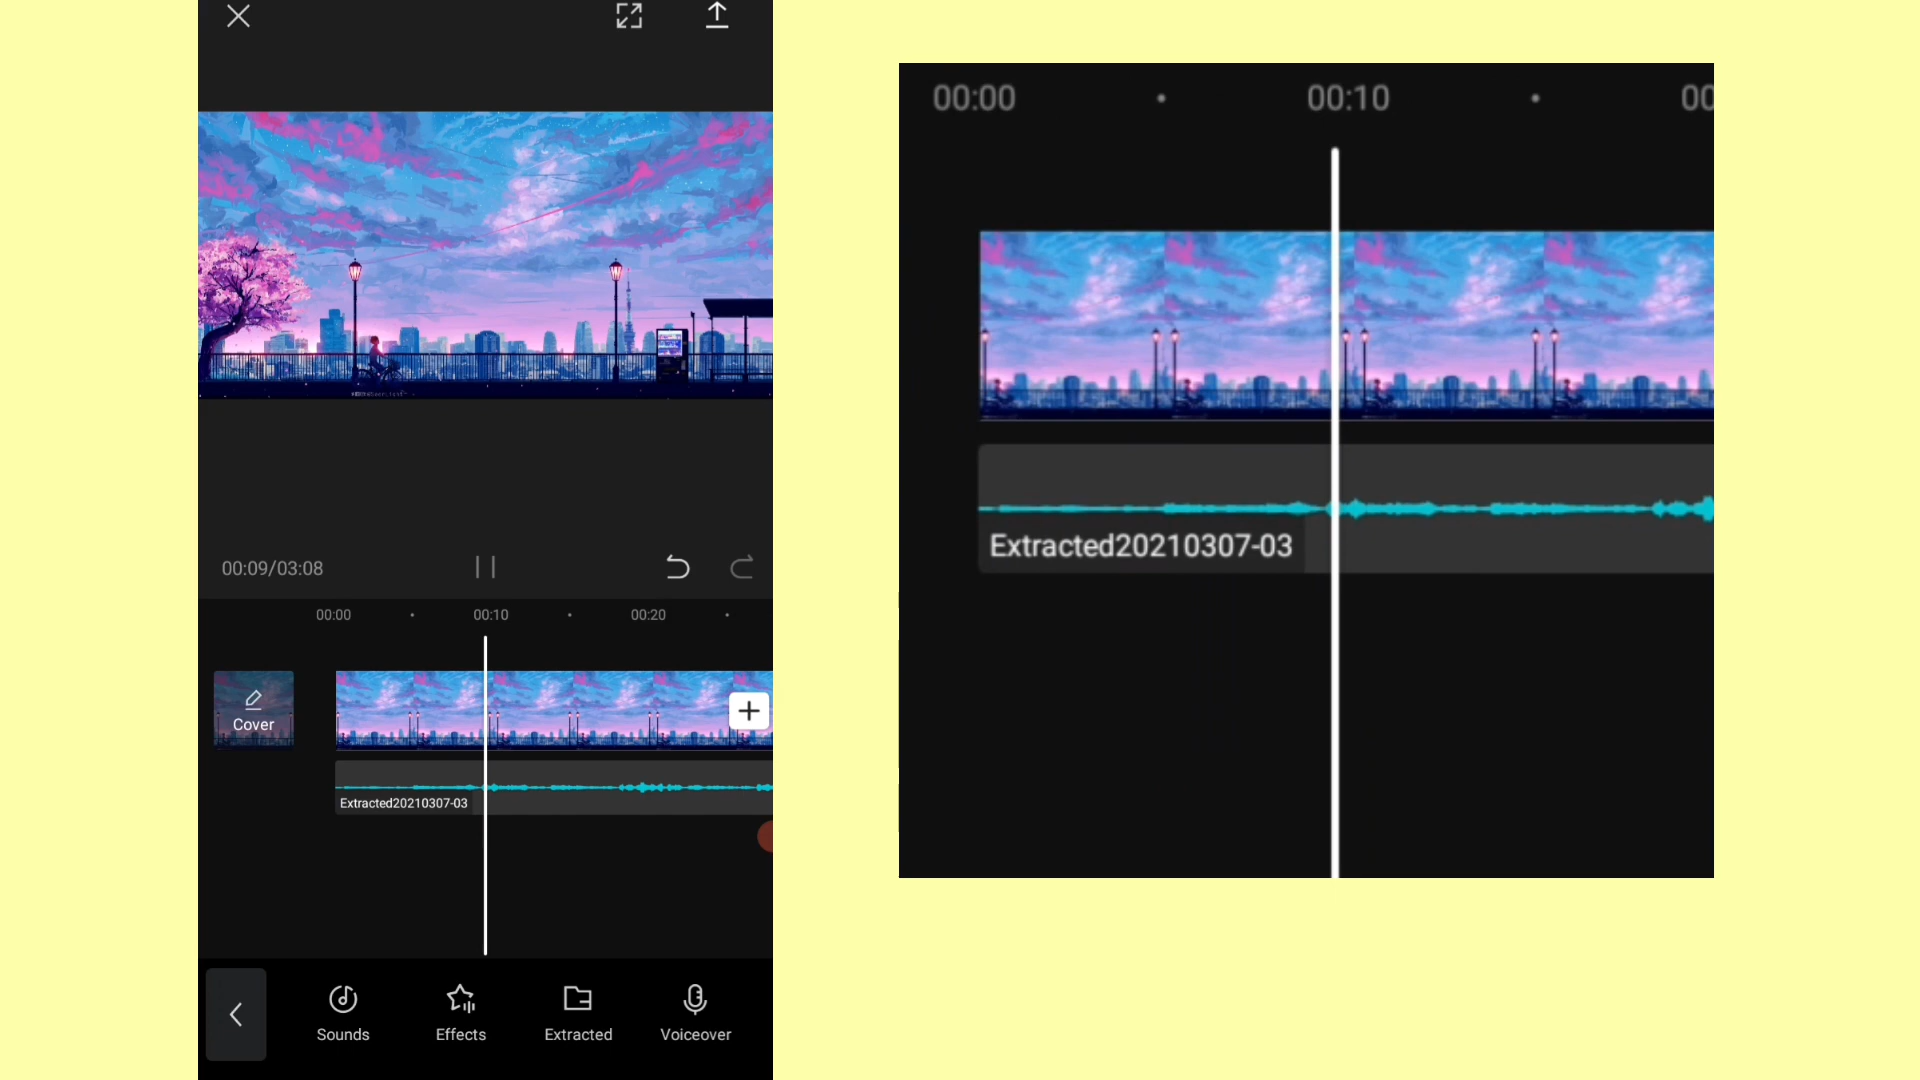 00:09/03:08
00:00
00:10
00:20
Cover
Extracted20210307-03
Sounds
Effects
Extracted
Voiceover
00:00
00:10
00
Extracted20210307-03